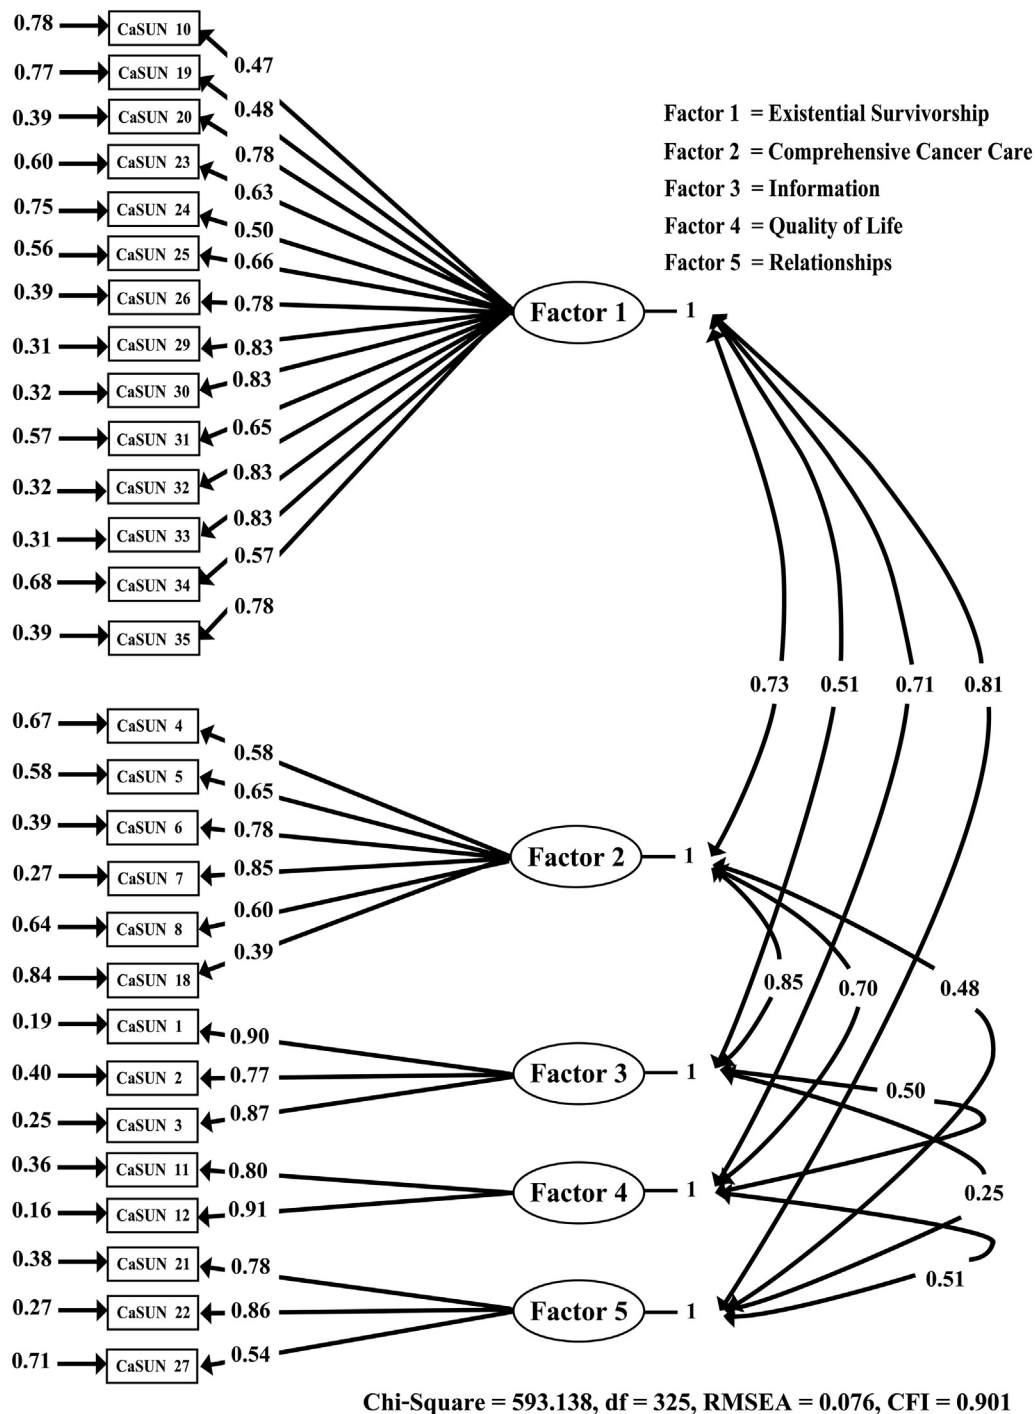 0.78 CaSUN 10 0.47
0.77 CaSUN 19 0.48
0.39 CaSUN 20 0.78
0.60 CaSUN 23 0.63
0.75 CaSUN 24 0.50
0.56 CaSUN 25 0.66
0.39 CaSUN 26 0.78
0.31 CaSUN 29 0.83
0.32 CaSUN 30 0.83
0.57 CaSUN 31 0.65
0.32 CaSUN 32 0.83
0.31 CaSUN 33 0.83
0.68 CaSUN 34 0.57
0.39 CaSUN 35 0.78
Factor 1 = Existential Survivorship
Factor 2 = Comprehensive Cancer Care
Factor 3 = Information
Factor 4 = Quality of Life
Factor 5 = Relationships
Factor 1 1
0.73 0.51 0.71 0.81
0.67 CaSUN 4 0.58
0.58 CaSUN 5 0.65
0.39 CaSUN 6 0.78
0.27 CaSUN 7 0.85
0.64 CaSUN 8 0.60
0.84 CaSUN 18 0.39
Factor 2 1
0.85 0.70 0.48
0.19 CaSUN 1 0.90
0.40 CaSUN 2 0.77
0.25 CaSUN 3 0.87
Factor 3 1
0.50
0.36 CaSUN 11 0.80
0.16 CaSUN 12 0.91
Factor 4 1
0.25
0.38 CaSUN 21 0.78
0.27 CaSUN 22 0.86
0.71 CaSUN 27 0.54
Factor 5 1
0.51
Chi-Square = 593.138, df = 325, RMSEA = 0.076, CFI = 0.901